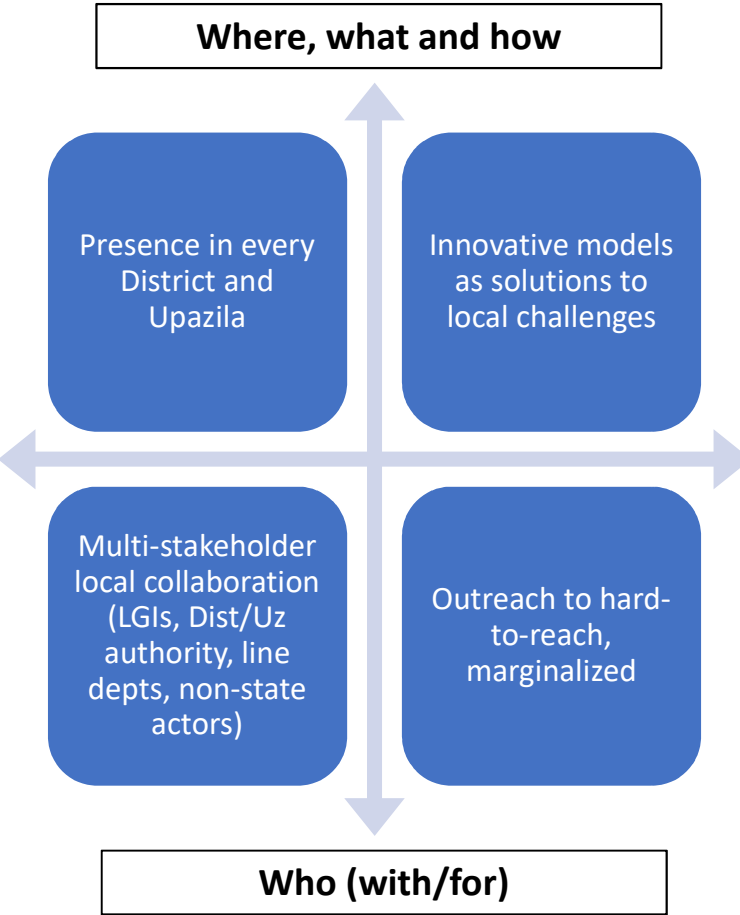 Where, what and how
Presence in every
District and
Upazila
Innovative models
as solutions to
local challenges
Multi-stakeholder
local collaboration
(LGIs, Dist/Uz
authority, line
depts, non-state
actors)
Outreach to hard-
to-reach,
marginalized
Who (with/for)